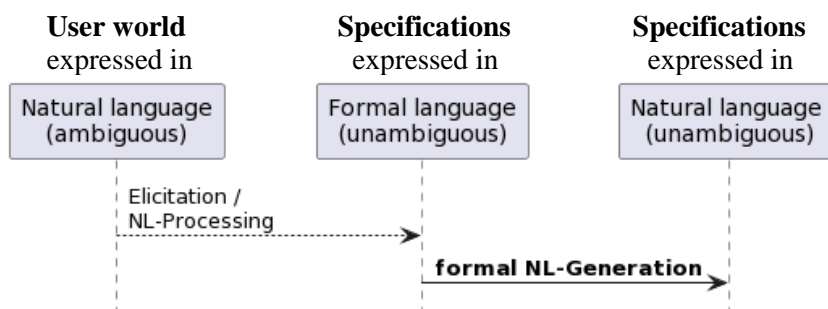 User world
expressed in
Specifications
expressed in
Specifications
expressed in
Natural language
(ambiguous)
Formal language
(unambiguous)
Natural language
(unambiguous)
Elicitation /
NL-Processing
formal NL-Generation